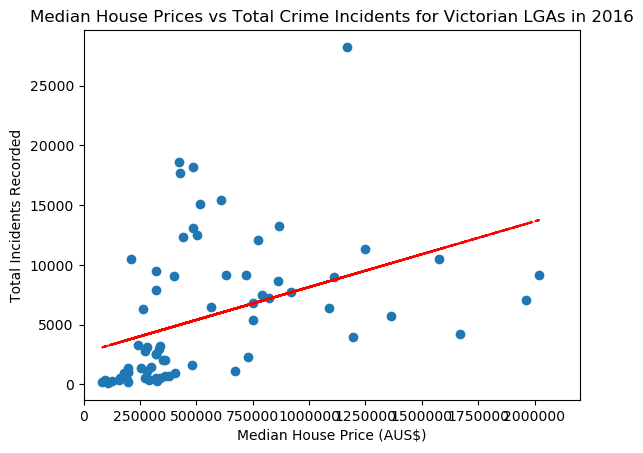 Median House Prices vs Total Crime Incidents for Victorian LGAs in 2016
Total Incidents Recorded
25000
20000
15000
10000
5000
0
0 250000 500000 750000 1000000 1250000 1500000 1750000 2000000
Median House Price (AUS$)